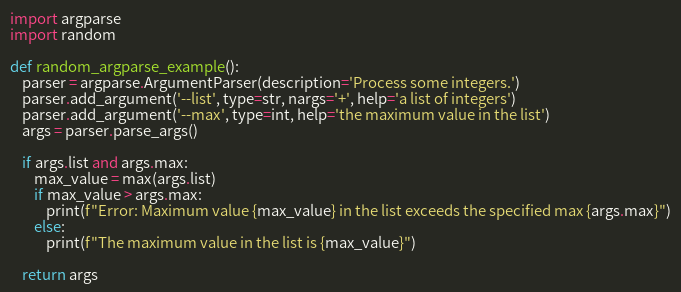 import argparse
import random

def random_argparse_example():
    parser = argparse.ArgumentParser(description='Process some integers.')
    parser.add_argument('--list', type=str, nargs='+', help='a list of integers')
    parser.add_argument('--max', type=int, help='the maximum value in the list')
    args = parser.parse_args()

    if args.list and args.max:
        max_value = max(args.list)
        if max_value > args.max:
            print(f"Error: Maximum value {max_value} in the list exceeds the specified max {args.max}")
        else:
            print(f"The maximum value in the list is {max_value}")

    return args